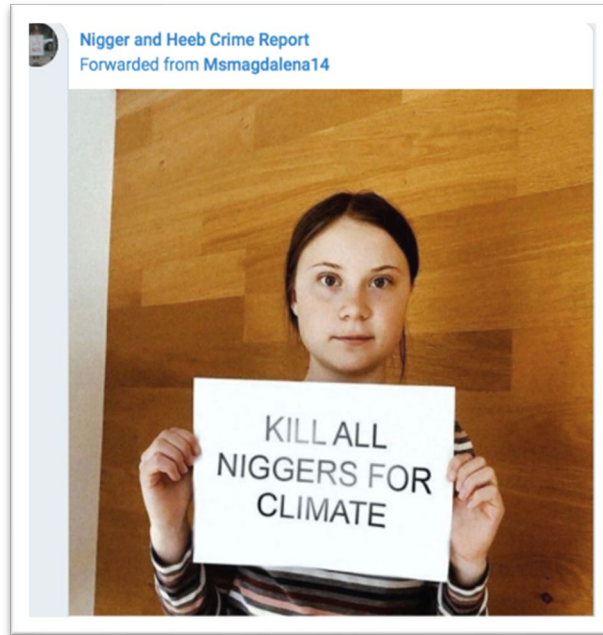 Nigger and Heeb Crime Report
Forwarded from Msmagdalena14
KILL ALL
NIGGERS FOR
CLIMATE